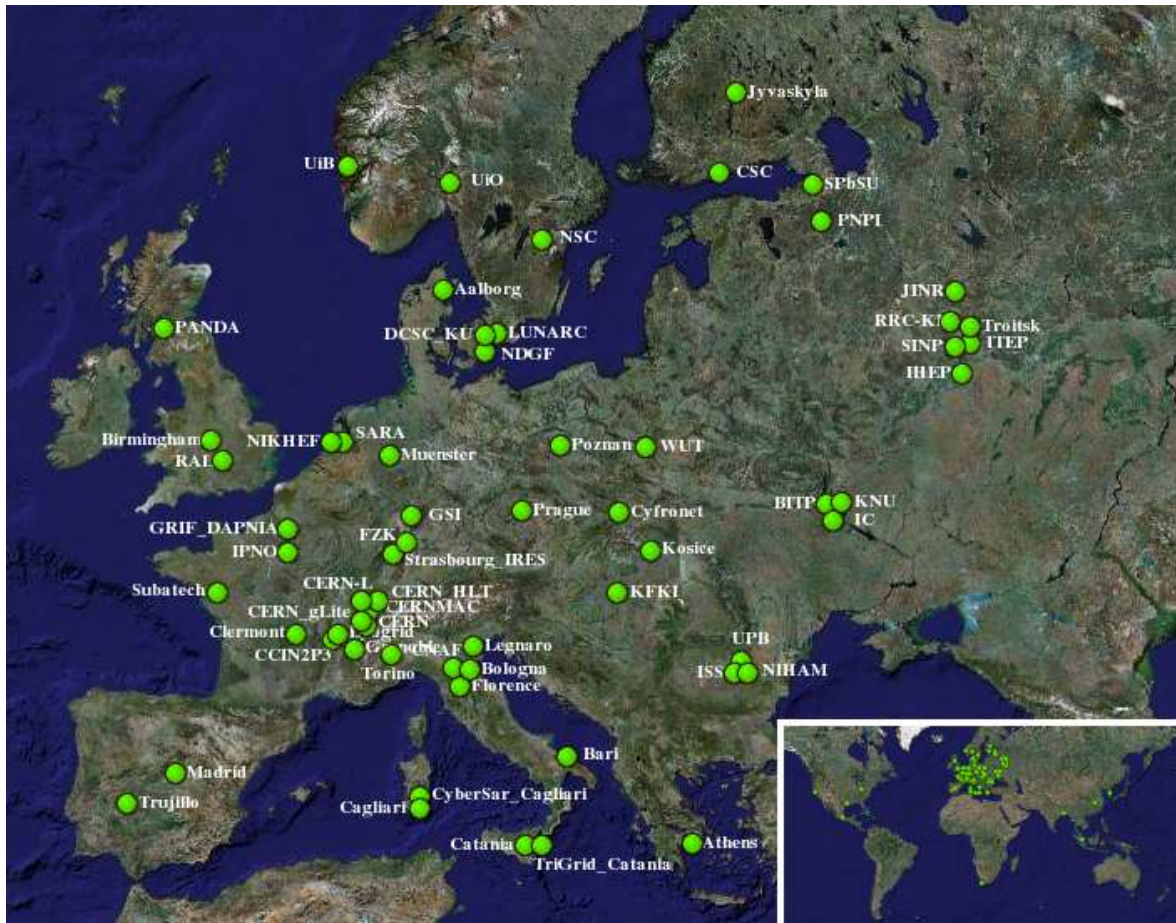 Jyvaskyla
UiB
UiO
CSC
SPbSU
PNPI
NSC
Aalborg
JINR
PANDA
DCSC_KU
LUNARC
NDGF
Troitsk
SINP
ITEP
IHEP
Birmingham
NIKHEF
SARA
RAL
Muenster
Poznan
WUT
GSI
Prague
Cyfronet
BITP
KNU
IC
GRIF_DAPNIA
IPNO
FZK
Strasbourg_IRES
Kosice
Subatech
CERN-L
CERN_HLT
KFKI
CERN_gLite
CERNMAC
CERN
Clermont
CCIN2P3
Torino
Legnaro
Bologna
Florence
UPB
ISS
NIHAM
Madrid
Trujillo
Bari
CyberSar_Cagliari
Cagliari
Catania
TriGrid_Catania
Athens